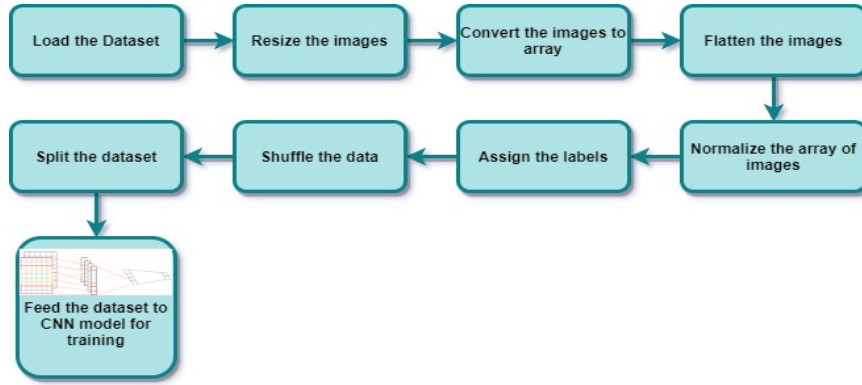 Load the Dataset
Resize the images
Convert the images to
array
Flatten the images
Normalize the array of
images
Assign the labels
Shuffle the data
Split the dataset
Feed the dataset to
CNN model for
training